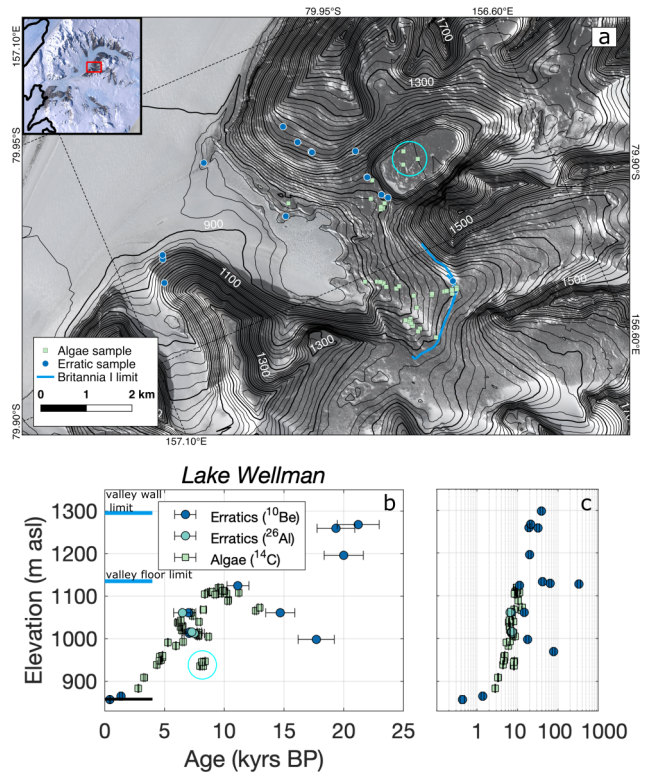 79.95°S
156.60°E
157.10°E
a
1700
1300
79.95°S
79.90°S
900
1500
1100
1500
1300
1300
156.60°E
Algae sample
Erratic sample
Britannia I limit
0 1 2 km
79.90°S
157.10°E
Lake Wellman
valley wall
limit
b
c
1300
Erratics (¹⁰Be)
Erratics (²⁶Al)
Algae (¹⁴C)
1200
valley floor limit
1100
1000
900
Elevation (m asl)
0 5 10 15 20 25
1 10 100 1000
Age (kyrs BP)